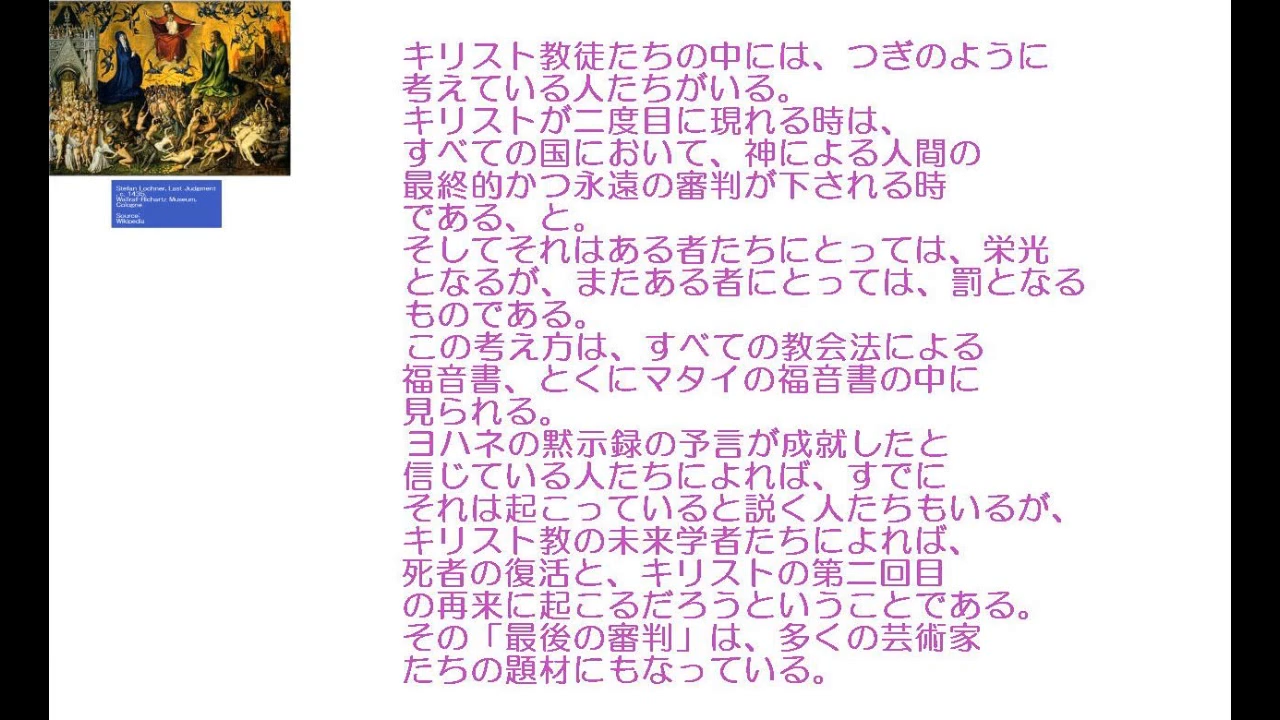 Stefan Lochner, Last Judgment
, c. 1435.
Wallraf-Richartz Museum,
Cologne
Source:
Wikipedia
キリスト教徒たちの中には、つぎのように
考えている人たちがいる。
キリストが二度目に現れる時は、
すべての国において、神による人間の
最終的かつ永遠の審判が下される時
である、と。
そしてそれはある者たちにとっては、栄光
となるが、またある者にとっては、罰となる
ものである。
この考え方は、すべての教会法による
福音書、とくにマタイの福音書の中に
見られる。
ヨハネの黙示録の予言が成就したと
信じている人たちによれば、すでに
それは起こっていると説く人たちもいるが、
キリスト教の未来学者たちによれば、
死者の復活と、キリストの第二回目
の再来に起こるだろうということである。
その「最後の審判」は、多くの芸術家
たちの題材にもなっている。